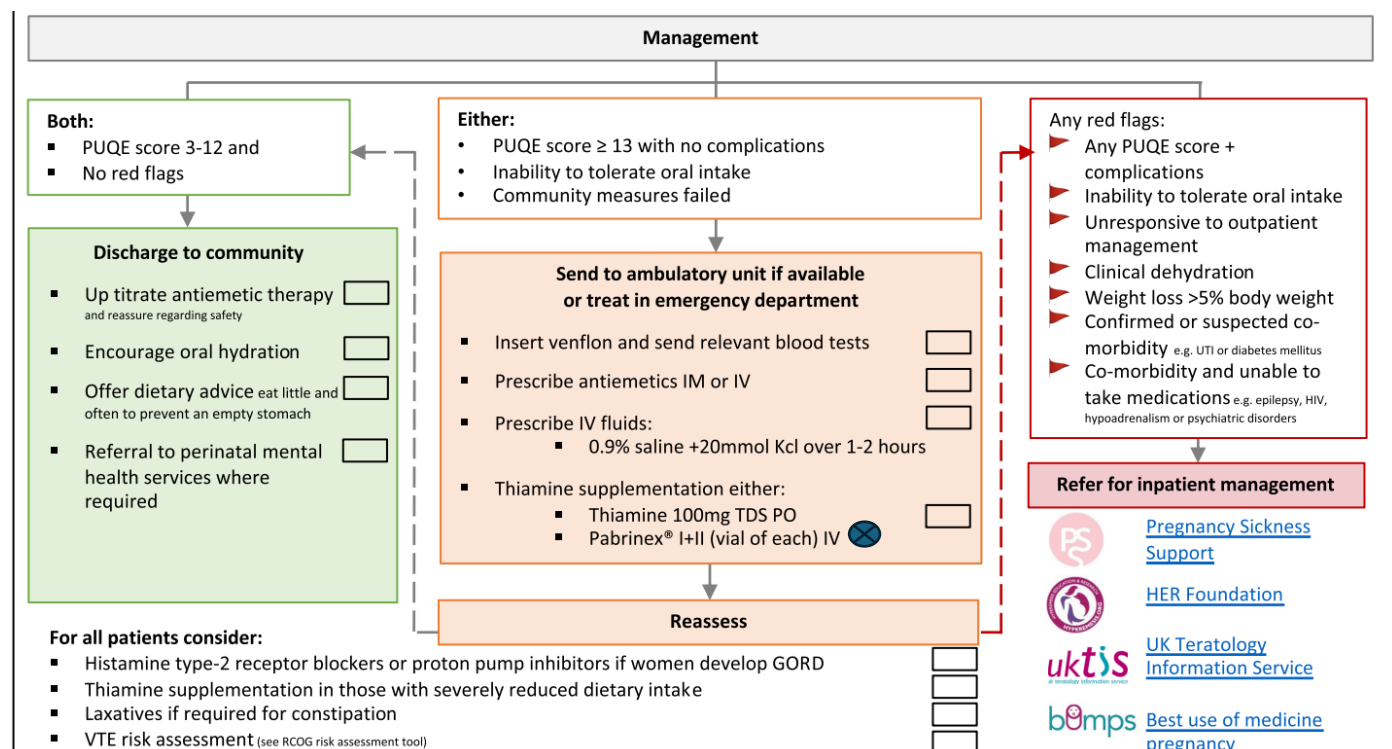 Management
Both:
▪ PUQE score 3-12 and
▪ No red flags
Discharge to community
▪ Up titrate antiemetic therapy
and reassure regarding safety
▪ Encourage oral hydration
▪ Offer dietary advice eat little and
often to prevent an empty stomach
▪ Referral to perinatal mental
health services where
required
Either:
• PUQE score ≥ 13 with no complications
• Inability to tolerate oral intake
• Community measures failed
Send to ambulatory unit if available
or treat in emergency department
▪ Insert venflon and send relevant blood tests
▪ Prescribe antiemetics IM or IV
▪ Prescribe IV fluids:
▪ 0.9% saline +20mmol Kcl over 1-2 hours
▪ Thiamine supplementation either:
▪ Thiamine 100mg TDS PO
▪ Pabrinex® I+II (vial of each) IV
Reassess
Any red flags:
Any PUQE score +
complications
Inability to tolerate oral intake
Unresponsive to outpatient
management
Clinical dehydration
Weight loss >5% body weight
Confirmed or suspected co-
morbidity e.g. UTI or diabetes mellitus
Co-morbidity and unable to
take medications e.g. epilepsy, HIV,
hypoadrenalism or psychiatric disorders
Refer for inpatient management
PSS
Pregnancy Sickness
Support
HYPEREMESIS.ORG
HER Foundation
uktis
uk teratology information service
UK Teratology
Information Service
bumps
Best use of medicine
pregnancy
For all patients consider:
▪ Histamine type-2 receptor blockers or proton pump inhibitors if women develop GORD
▪ Thiamine supplementation in those with severely reduced dietary intake
▪ Laxatives if required for constipation
▪ VTE risk assessment (see RCOG risk assessment tool)